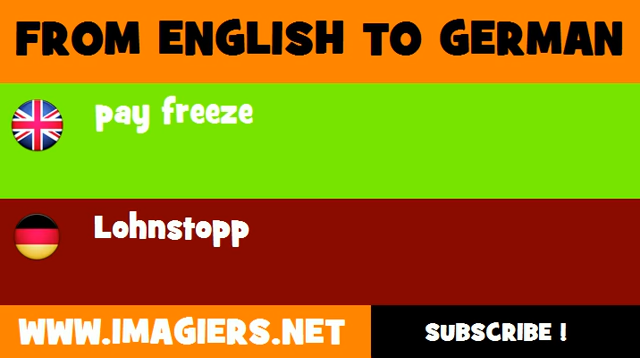 FROM ENGLISH TO GERMAN
pay freeze
Lohnstopp
WWW.IMAGIERS.NET
SUBSCRIBE !